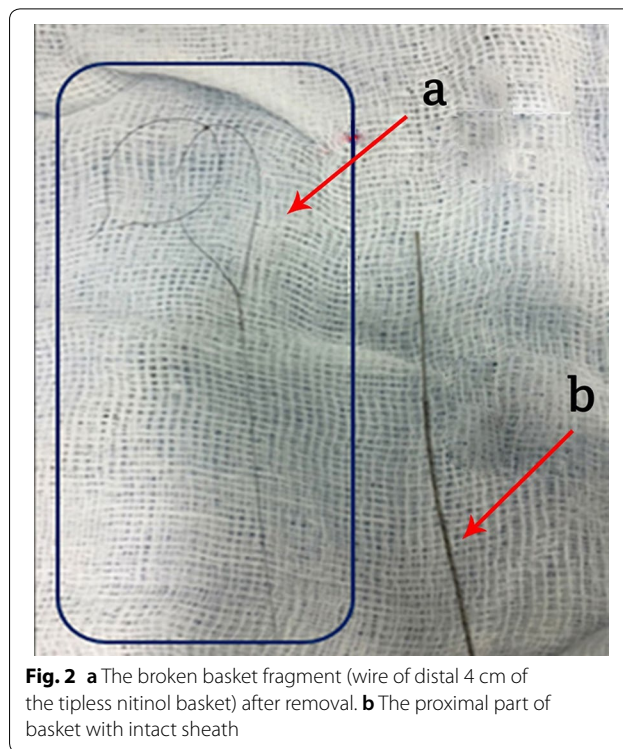 a
b
Fig. 2 a The broken basket fragment (wire of distal 4 cm of
the tipless nitinol basket) after removal. b The proximal part of
basket with intact sheath